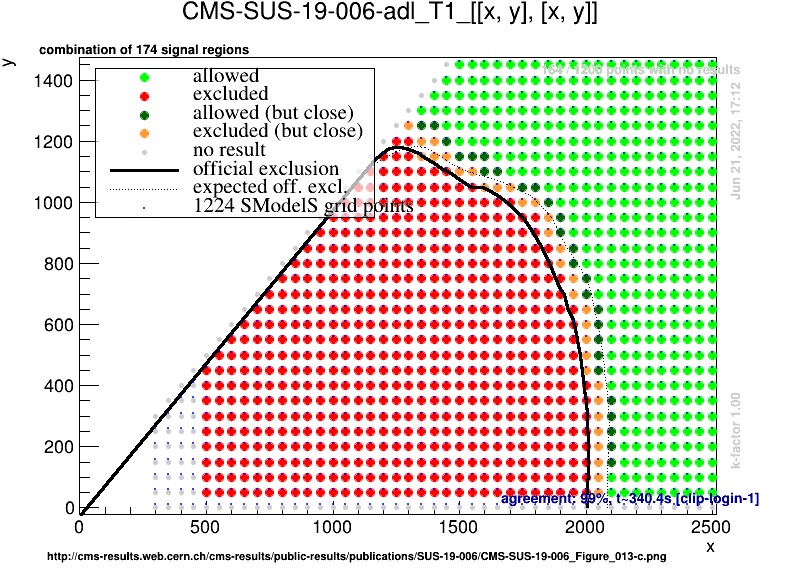 CMS-SUS-19-006-adl_T1_[[x, y], [x, y]]
combination of 174 signal regions
y
1400
1200
1000
800
600
400
200
0
allowed
excluded
allowed (but close)
excluded (but close)
no result
official exclusion
expected off. excl.
1224 SModelS grid points
points with no results
Jun 21, 2022, 17:12
k-factor 1.00
agreement: 99%, t~340.4s [clip-login-1]
0 500 1000 1500 2000 2500
x
http://cms-results.web.cern.ch/cms-results/public-results/publications/SUS-19-006/CMS-SUS-19-006_Figure_013-c.png